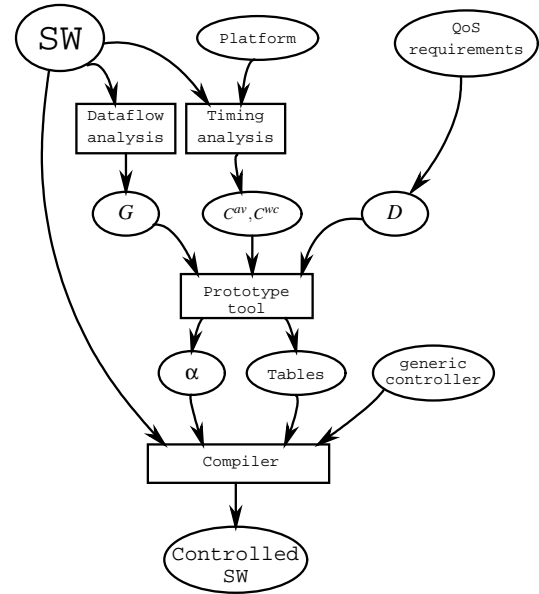 SW
Platform
QoS
requirements
Dataflow
analysis
Timing
analysis
G
C^av, C^wc
D
Prototype
tool
α
Tables
generic
controller
Compiler
Controlled
SW